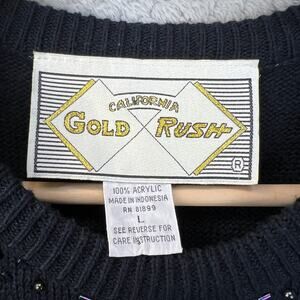 CALIFORNIA
GOLD RUSH
®
100% ACRYLIC
MADE IN INDONESIA
RN 81899
L
SEE REVERSE FOR
CARE INSTRUCTION